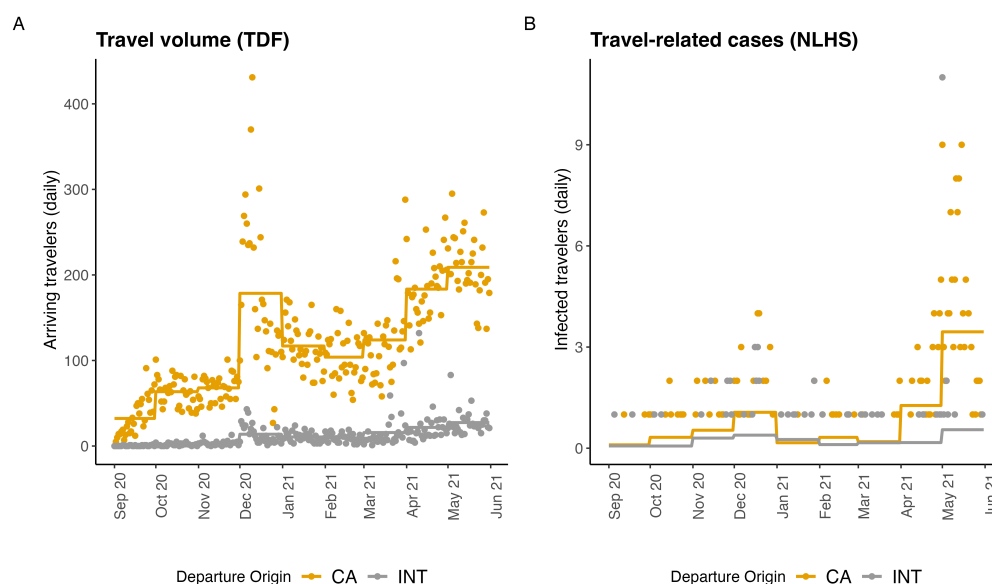 A
B
Travel volume (TDF)
Travel-related cases (NLHS)
Arriving travelers (daily)
400
300
200
100
0
Sep 20
Oct 20
Nov 20
Dec 20
Jan 21
Feb 21
Mar 21
Apr 21
May 21
Jun 21
Infected travelers (daily)
9
6
3
0
Sep 20
Oct 20
Nov 20
Dec 20
Jan 21
Feb 21
Mar 21
Apr 21
May 21
Jun 21
Departure Origin CA INT
Departure Origin CA INT